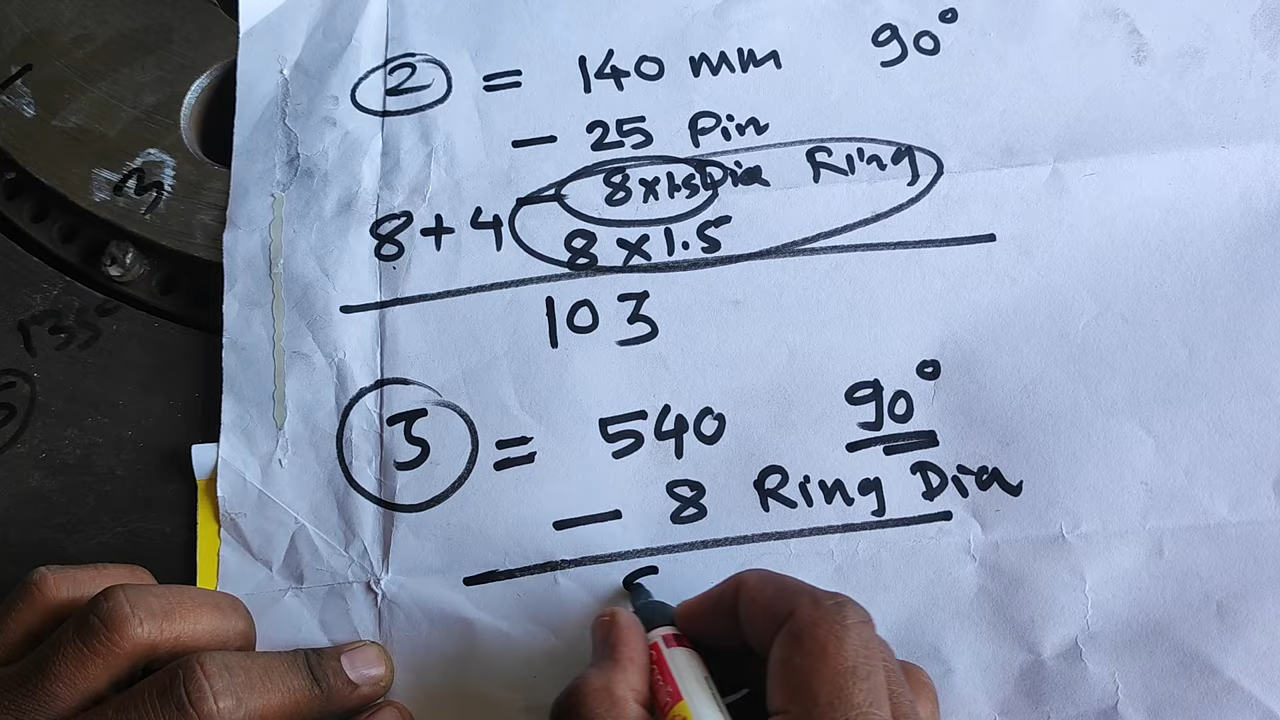 ② = 140 mm 90°
- 25 Pin
- 8x1.5 Dia Ring
8+4 8x1.5
103
③ = 540 90°
- 8 Ring Dia
135°